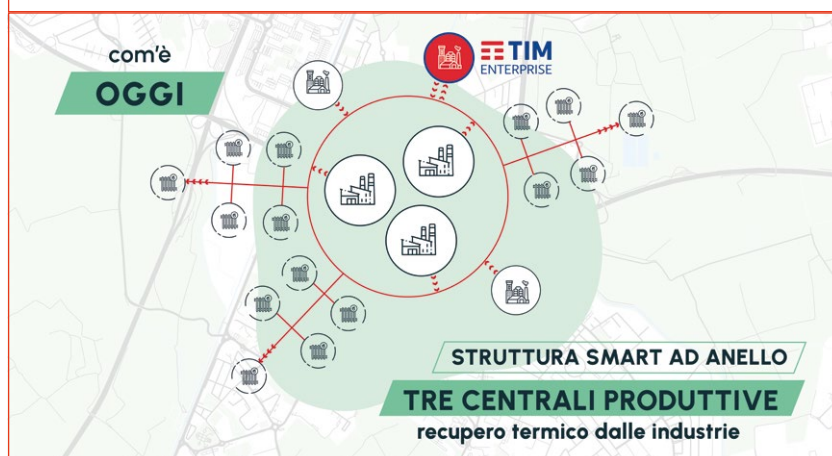 com'è
OGGI
TIM
ENTERPRISE
STRUTTURA SMART AD ANELLO
TRE CENTRALI PRODUTTIVE
recupero termico dalle industrie